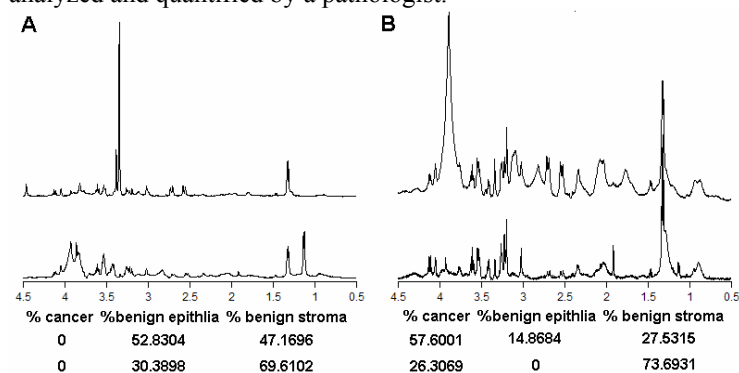 analyzed and quantified by a pathologist.
A B
4.5 3.5 3 2.5 2 1.5 1 0.5 4.5 3.5 3 2.5 2 1.5 1 0.5
% cancer %benign epithlia % benign stroma % cancer %benign epithelia % benign stroma
0 52.8304 47.1696 57.6001 14.8684 27.5315
0 30.3898 69.6102 26.3069 0 73.6931